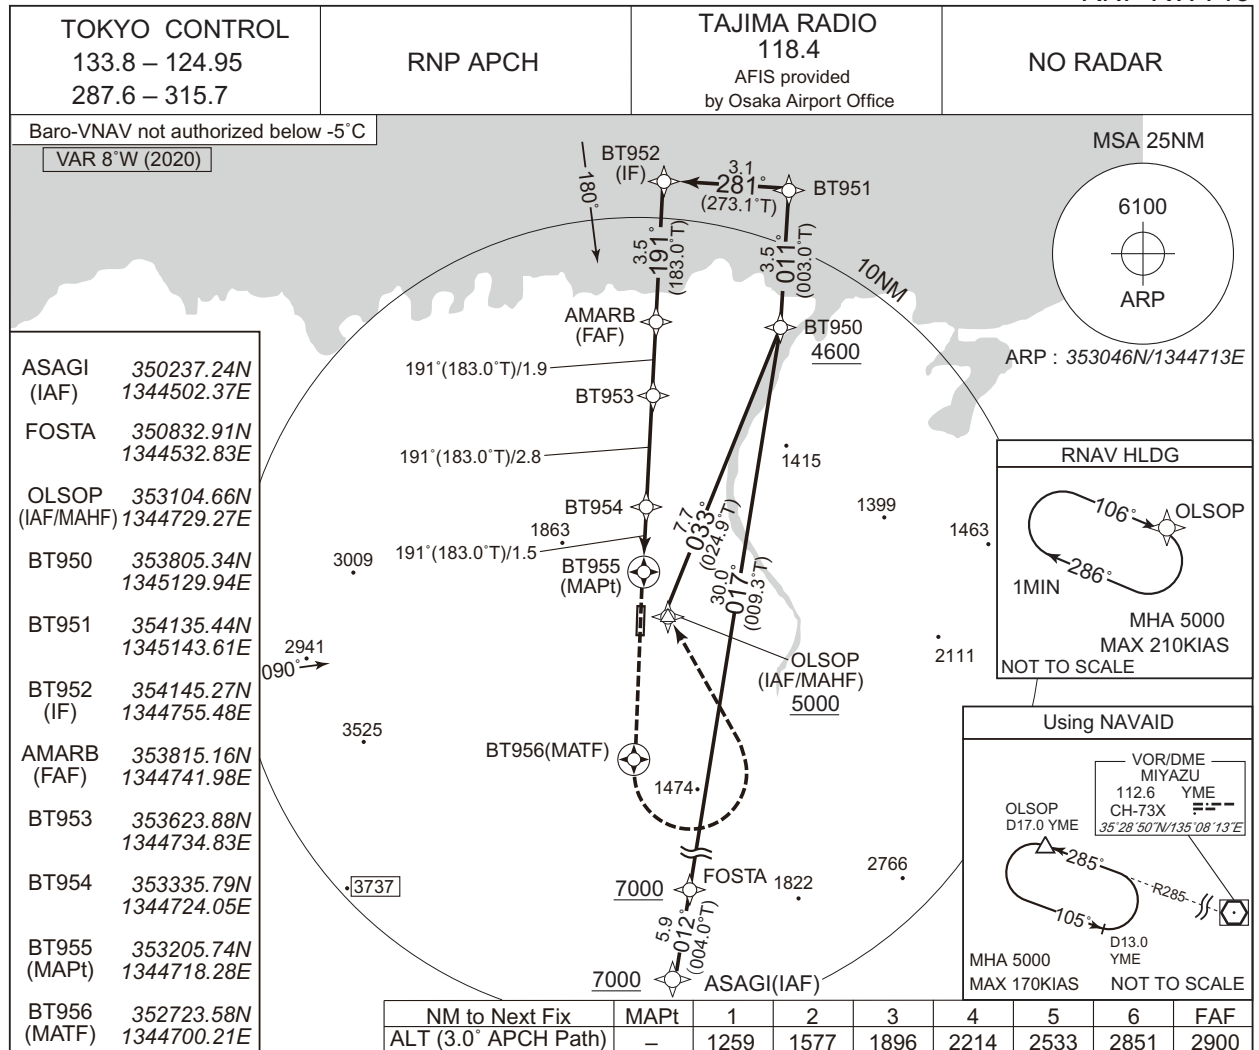 TOKYO CONTROL
133.8 – 124.95
287.6 – 315.7
RNP APCH
TAJIMA RADIO
118.4
AFIS provided
by Osaka Airport Office
NO RADAR
Baro-VNAV not authorized below -5˚C
VAR 8˚W (2020)
MSA 25NM
6100
ARP
ARP : 353046N/1344713E
180˚
BT952
(IF)
3.1
281˚
(273.1˚T)
BT951
3.5
191˚
(183.0˚T)
3.5
011˚
(003.0˚T)
10NM
AMARB
(FAF)
BT950
4600
191˚(183.0˚T)/1.9
BT953
191˚(183.0˚T)/2.8
1415
BT954
1399
1463
1863
191˚(183.0˚T)/1.5
7.7
033˚
(024.9˚T)
3009
BT955
(MAPt)
30.0
017˚
(009.3˚T)
2941
090˚
OLSOP
(IAF/MAHF)
5000
2111
3525
BT956(MATF)
1474
3737
7000
FOSTA
1822
2766
5.9
012˚
(004.0˚T)
7000
ASAGI(IAF)
ASAGI 350237.24N
(IAF) 1344502.37E
FOSTA 350832.91N
1344532.83E
OLSOP 353104.66N
(IAF/MAHF) 1344729.27E
BT950 353805.34N
1345129.94E
BT951 354135.44N
1345143.61E
BT952 354145.27N
(IF) 1344755.48E
AMARB 353815.16N
(FAF) 1344741.98E
BT953 353623.88N
1344734.83E
BT954 353335.79N
1344724.05E
BT955 353205.74N
(MAPt) 1344718.28E
BT956 352723.58N
(MATF) 1344700.21E
RNAV HLDG
106˚
OLSOP
286˚
1MIN
MHA 5000
MAX 210KIAS
NOT TO SCALE
Using NAVAID
VOR/DME
MIYAZU
112.6 YME
CH-73X
35˚28´50˝N/135˚08´13˝E
OLSOP
D17.0 YME
285˚
R285
105˚
D13.0
YME
MHA 5000
MAX 170KIAS NOT TO SCALE
NM to Next Fix MAPt 1 2 3 4 5 6 FAF
ALT (3.0˚ APCH Path) – 1259 1577 1896 2214 2533 2851 2900